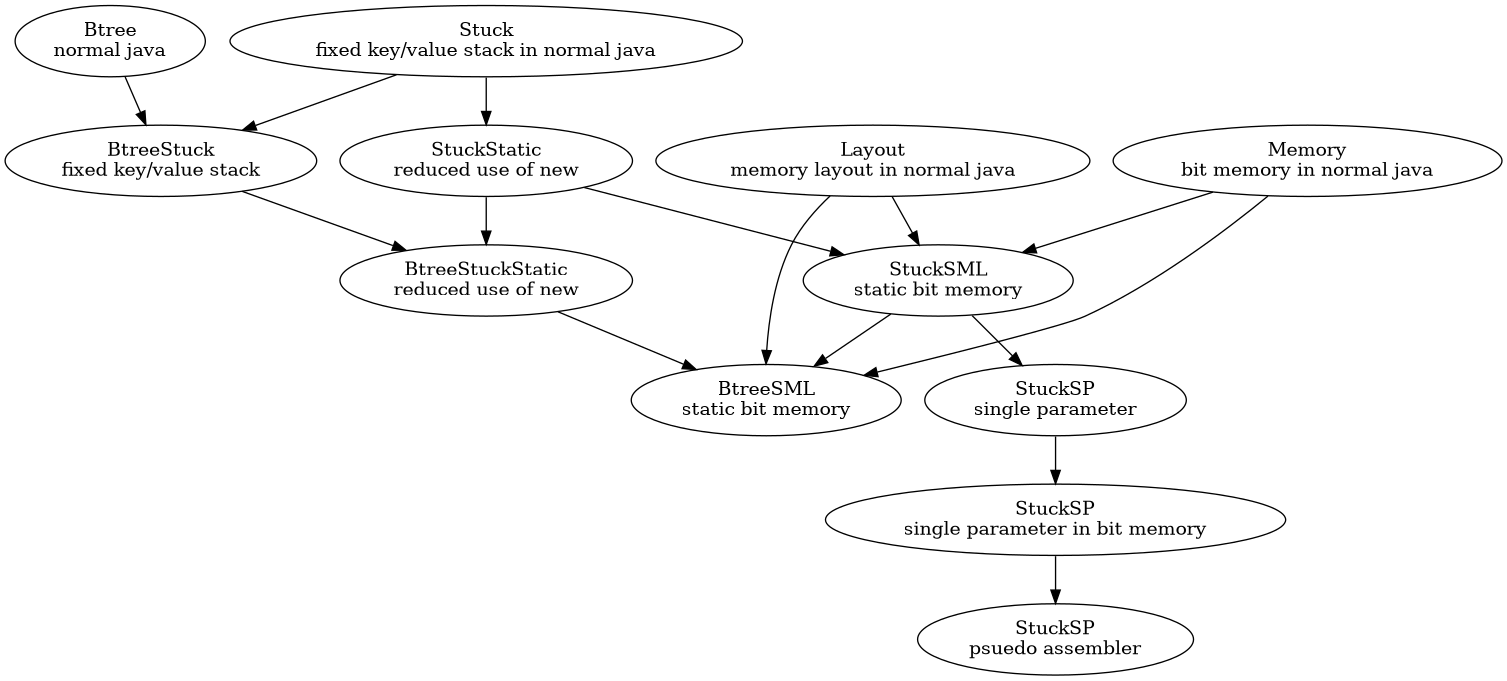 Btree
normal java
Stuck
fixed key/value stack in normal java
BtreeStuck
fixed key/value stack
StuckStatic
reduced use of new
Layout
memory layout in normal java
Memory
bit memory in normal java
BtreeStuckStatic
reduced use of new
StuckSML
static bit memory
BtreeSML
static bit memory
StuckSP
single parameter
StuckSP
single parameter in bit memory
StuckSP
psuedo assembler